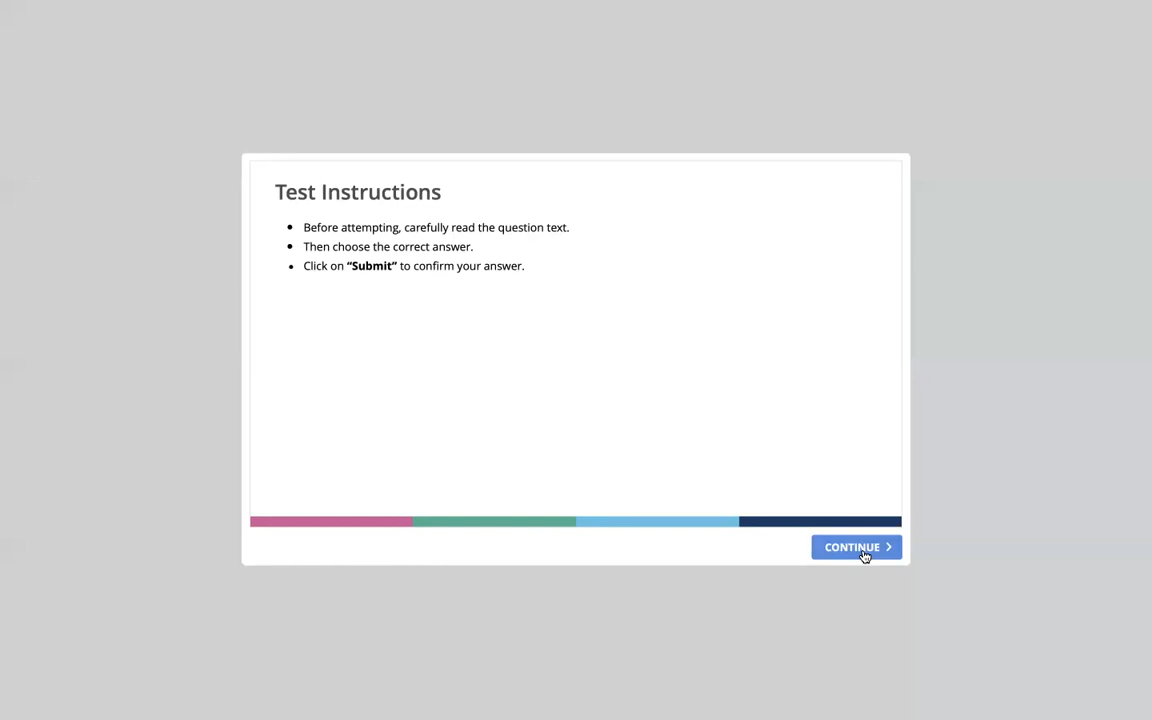 Test Instructions
Before attempting, carefully read the question text.
Then choose the correct answer.
Click on “Submit” to confirm your answer.
CONTINUE